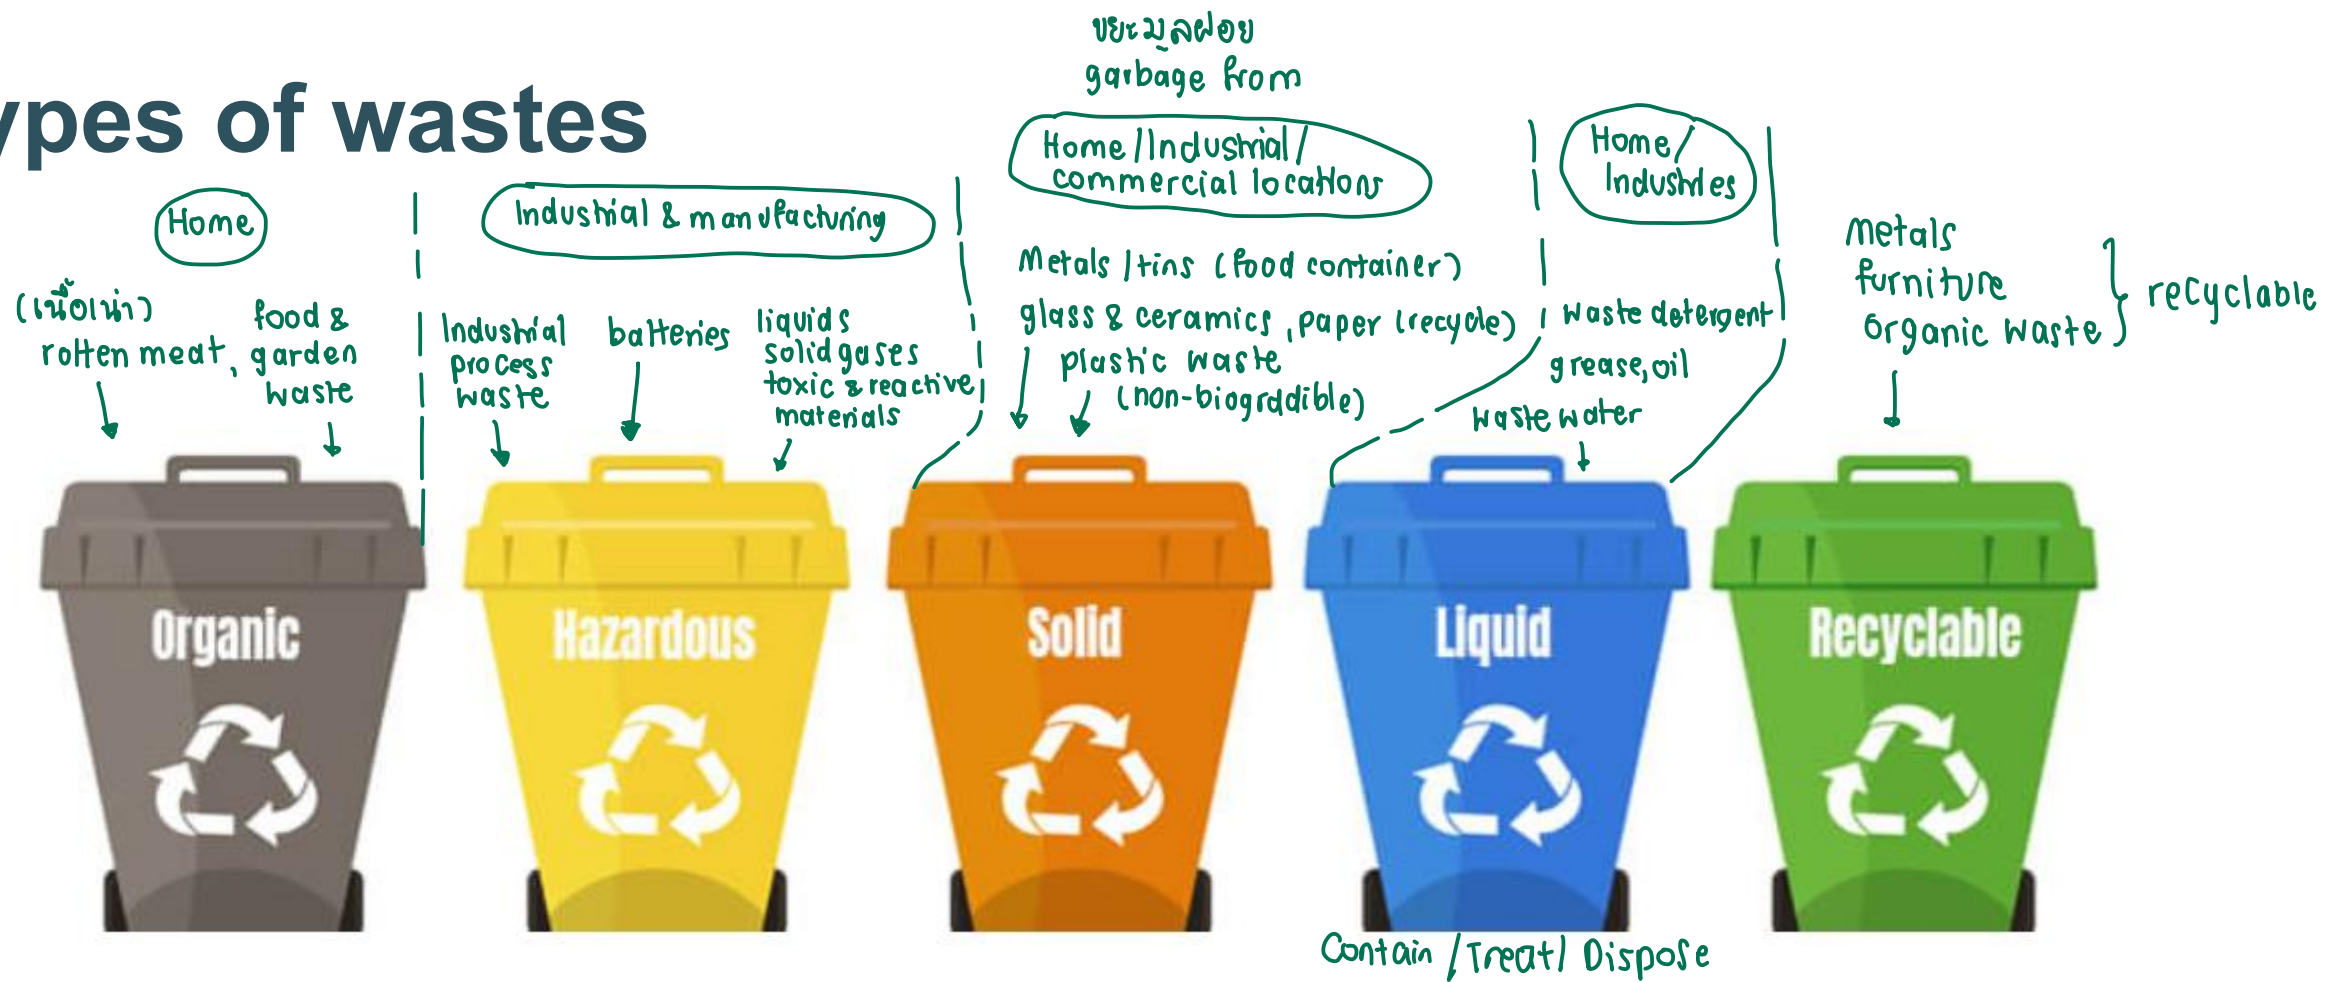 ypes of wastes
ขยะมูลฝอย
garbage from
Home
(เนื้อเน่า)
rotten meat,
food &
garden
waste
Industrial & manufacturing
Industrial
process
waste
batteries
liquids
solid gases
toxic & reactive
materials
Home/Industrial/
commercial locations
Metals/tins (food container)
glass & ceramics, paper (recycle)
plastic waste
(non-biograddible)
Home/
Industries
waste detergent
grease, oil
waste water
metals
furniture
organic waste
recyclable
Organic
Hazardous
Solid
Liquid
Recyclable
Contain / Treat / Dispose